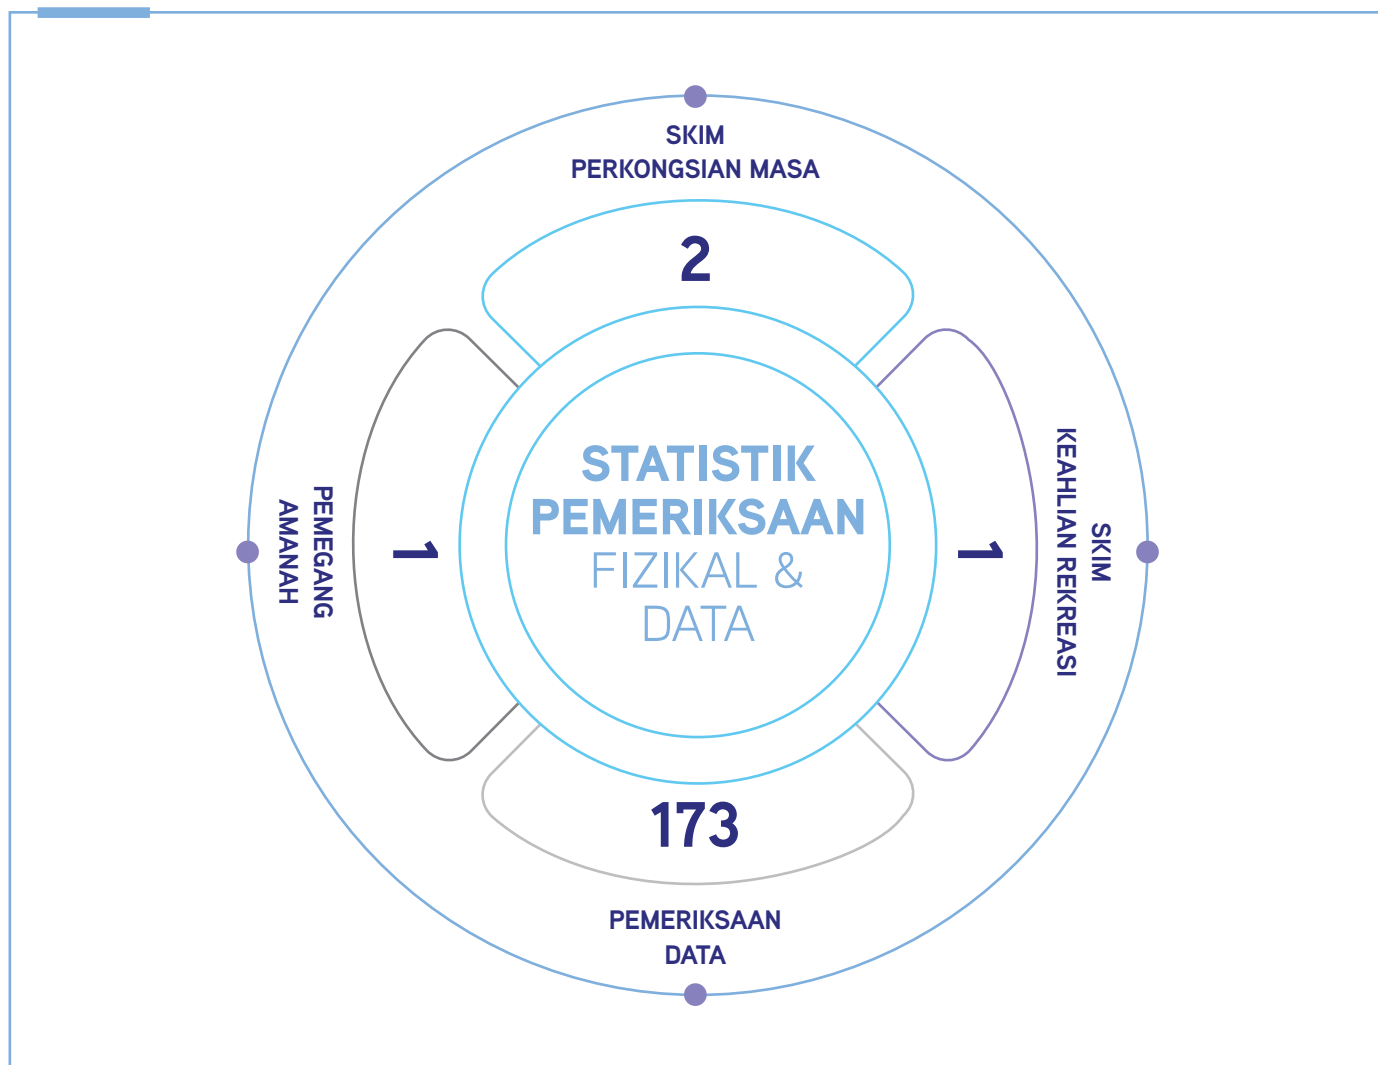 SKIM
PERKONGSIAN MASA
2
STATISTIK
PEMERIKSAAN
FIZIKAL &
DATA
PEMEGANG
AMANAH
1
1
SKIM
KEAHLIAN REKREASI
173
PEMERIKSAAN
DATA